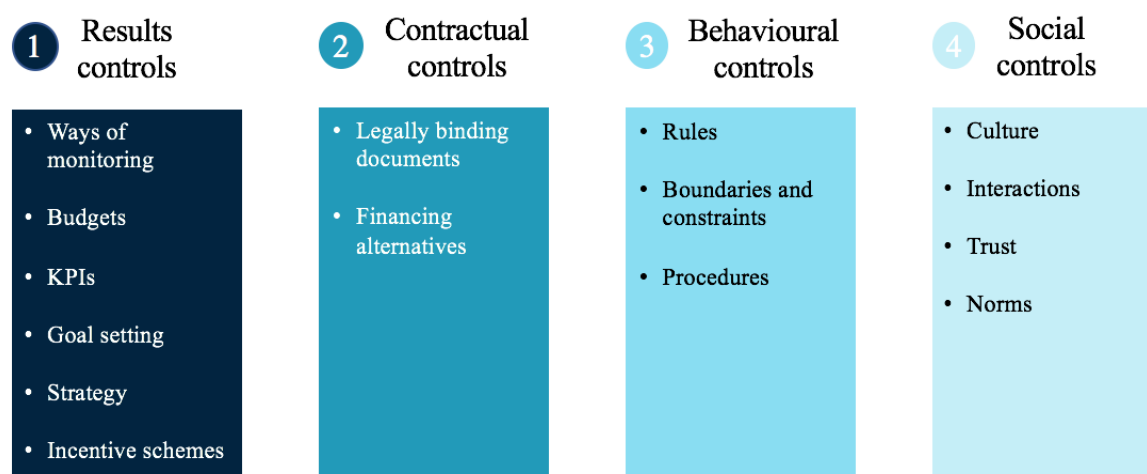 1
Results
controls
• Ways of
monitoring
• Budgets
• KPIs
• Goal setting
• Strategy
• Incentive schemes
2
Contractual
controls
• Legally binding
documents
• Financing
alternatives
3
Behavioural
controls
• Rules
• Boundaries and
constraints
• Procedures
4
Social
controls
• Culture
• Interactions
• Trust
• Norms